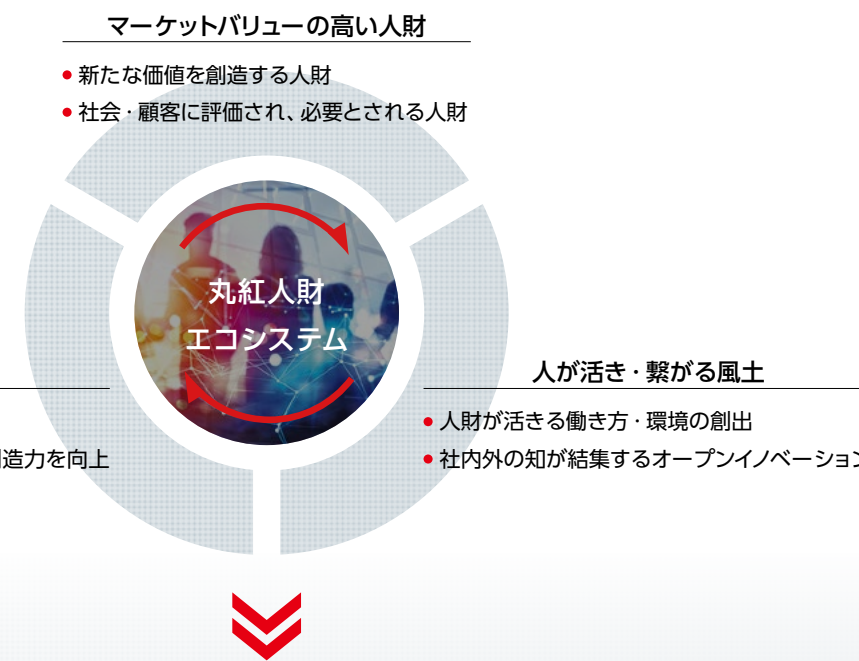 マーケットバリューの高い人財
• 新たな価値を創造する人財
• 社会・顧客に評価され、必要とされる人財
丸紅人財
エコシステム
人が活き・繋がる風土
• 人財が活きる働き方・環境の創出
造力を向上
• 社内外の知が結集するオープンイノベーション